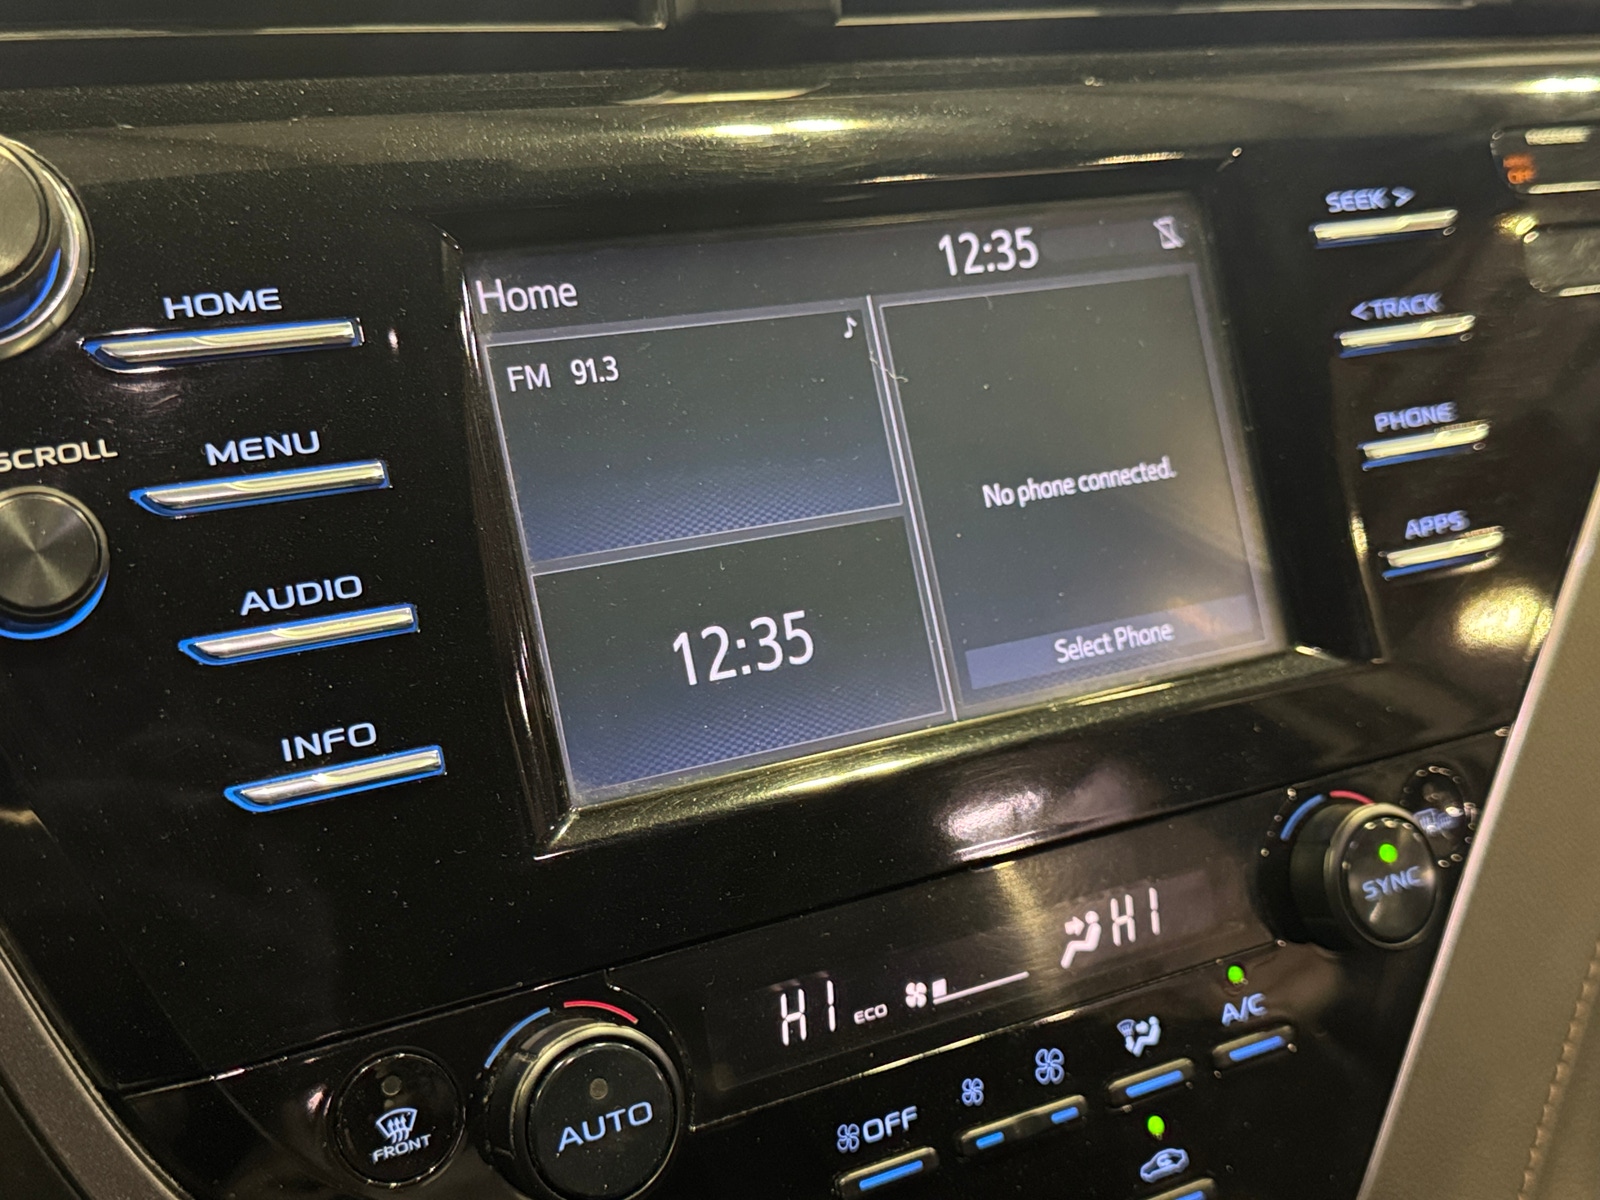 HOME
SCROLL
MENU
AUDIO
INFO
Home
12:35
FM 91.3
12:35
No phone connected.
Select Phone
SEEK >
< TRACK
PHONE
APPS
OFF
HI
ECO
HI
SYNC
A/C
FRONT
AUTO
OFF